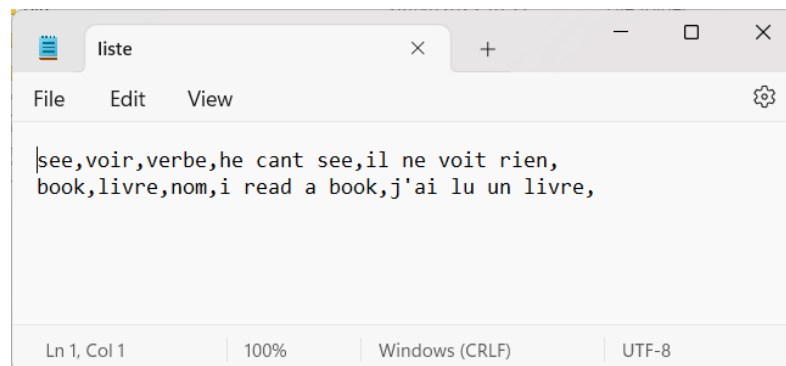 liste
File Edit View
see,voir,verbe,he cant see,il ne voit rien,
book,livre,nom,i read a book,j'ai lu un livre,
Ln 1, Col 1 100% Windows (CRLF) UTF-8